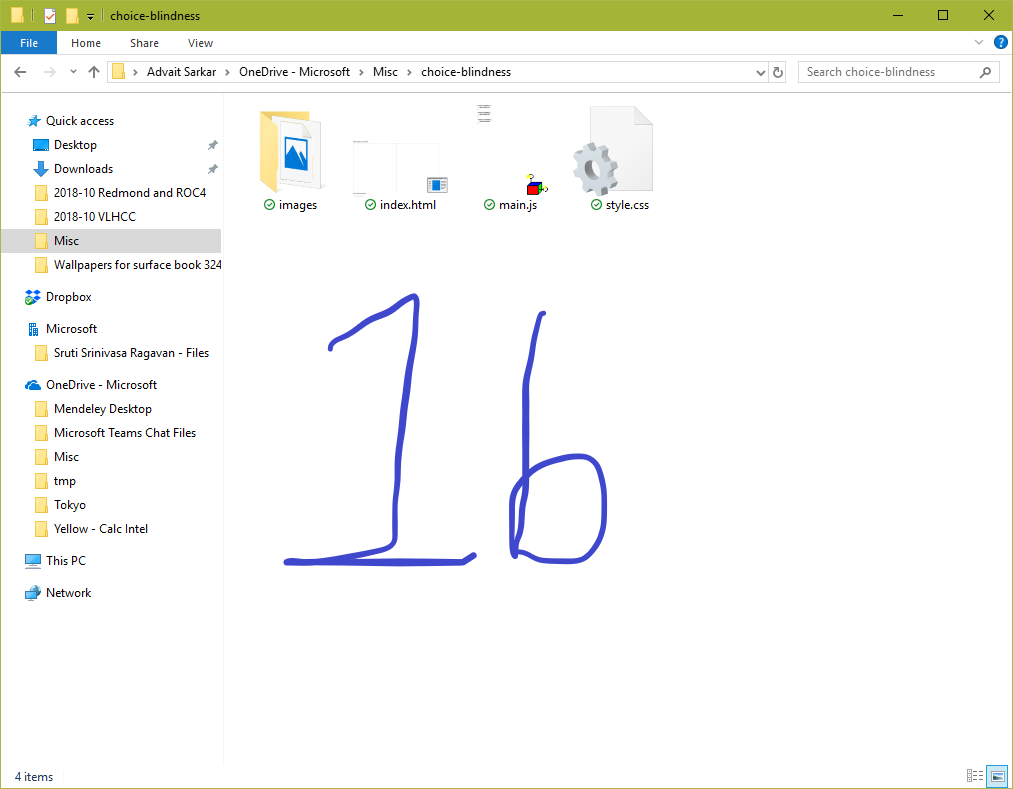 choice-blindness
File Home Share View
Advait Sarkar OneDrive - Microsoft Misc choice-blindness
Search choice-blindness
Quick access
Desktop
Downloads
2018-10 Redmond and ROC4
2018-10 VLHCC
Misc
Wallpapers for surface book 324
Dropbox
Microsoft
Sruti Srinivasa Ragavan - Files
OneDrive - Microsoft
Mendeley Desktop
Microsoft Teams Chat Files
Misc
tmp
Tokyo
Yellow - Calc Intel
This PC
Network
images index.html main.js style.css
1b
4 items